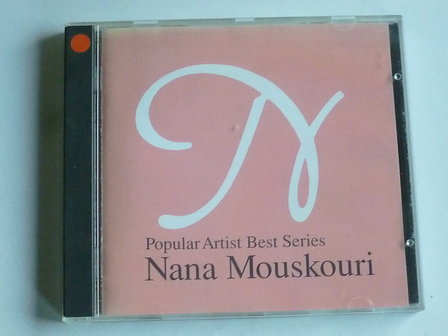 N
Popular Artist Best Series
Nana Mouskouri